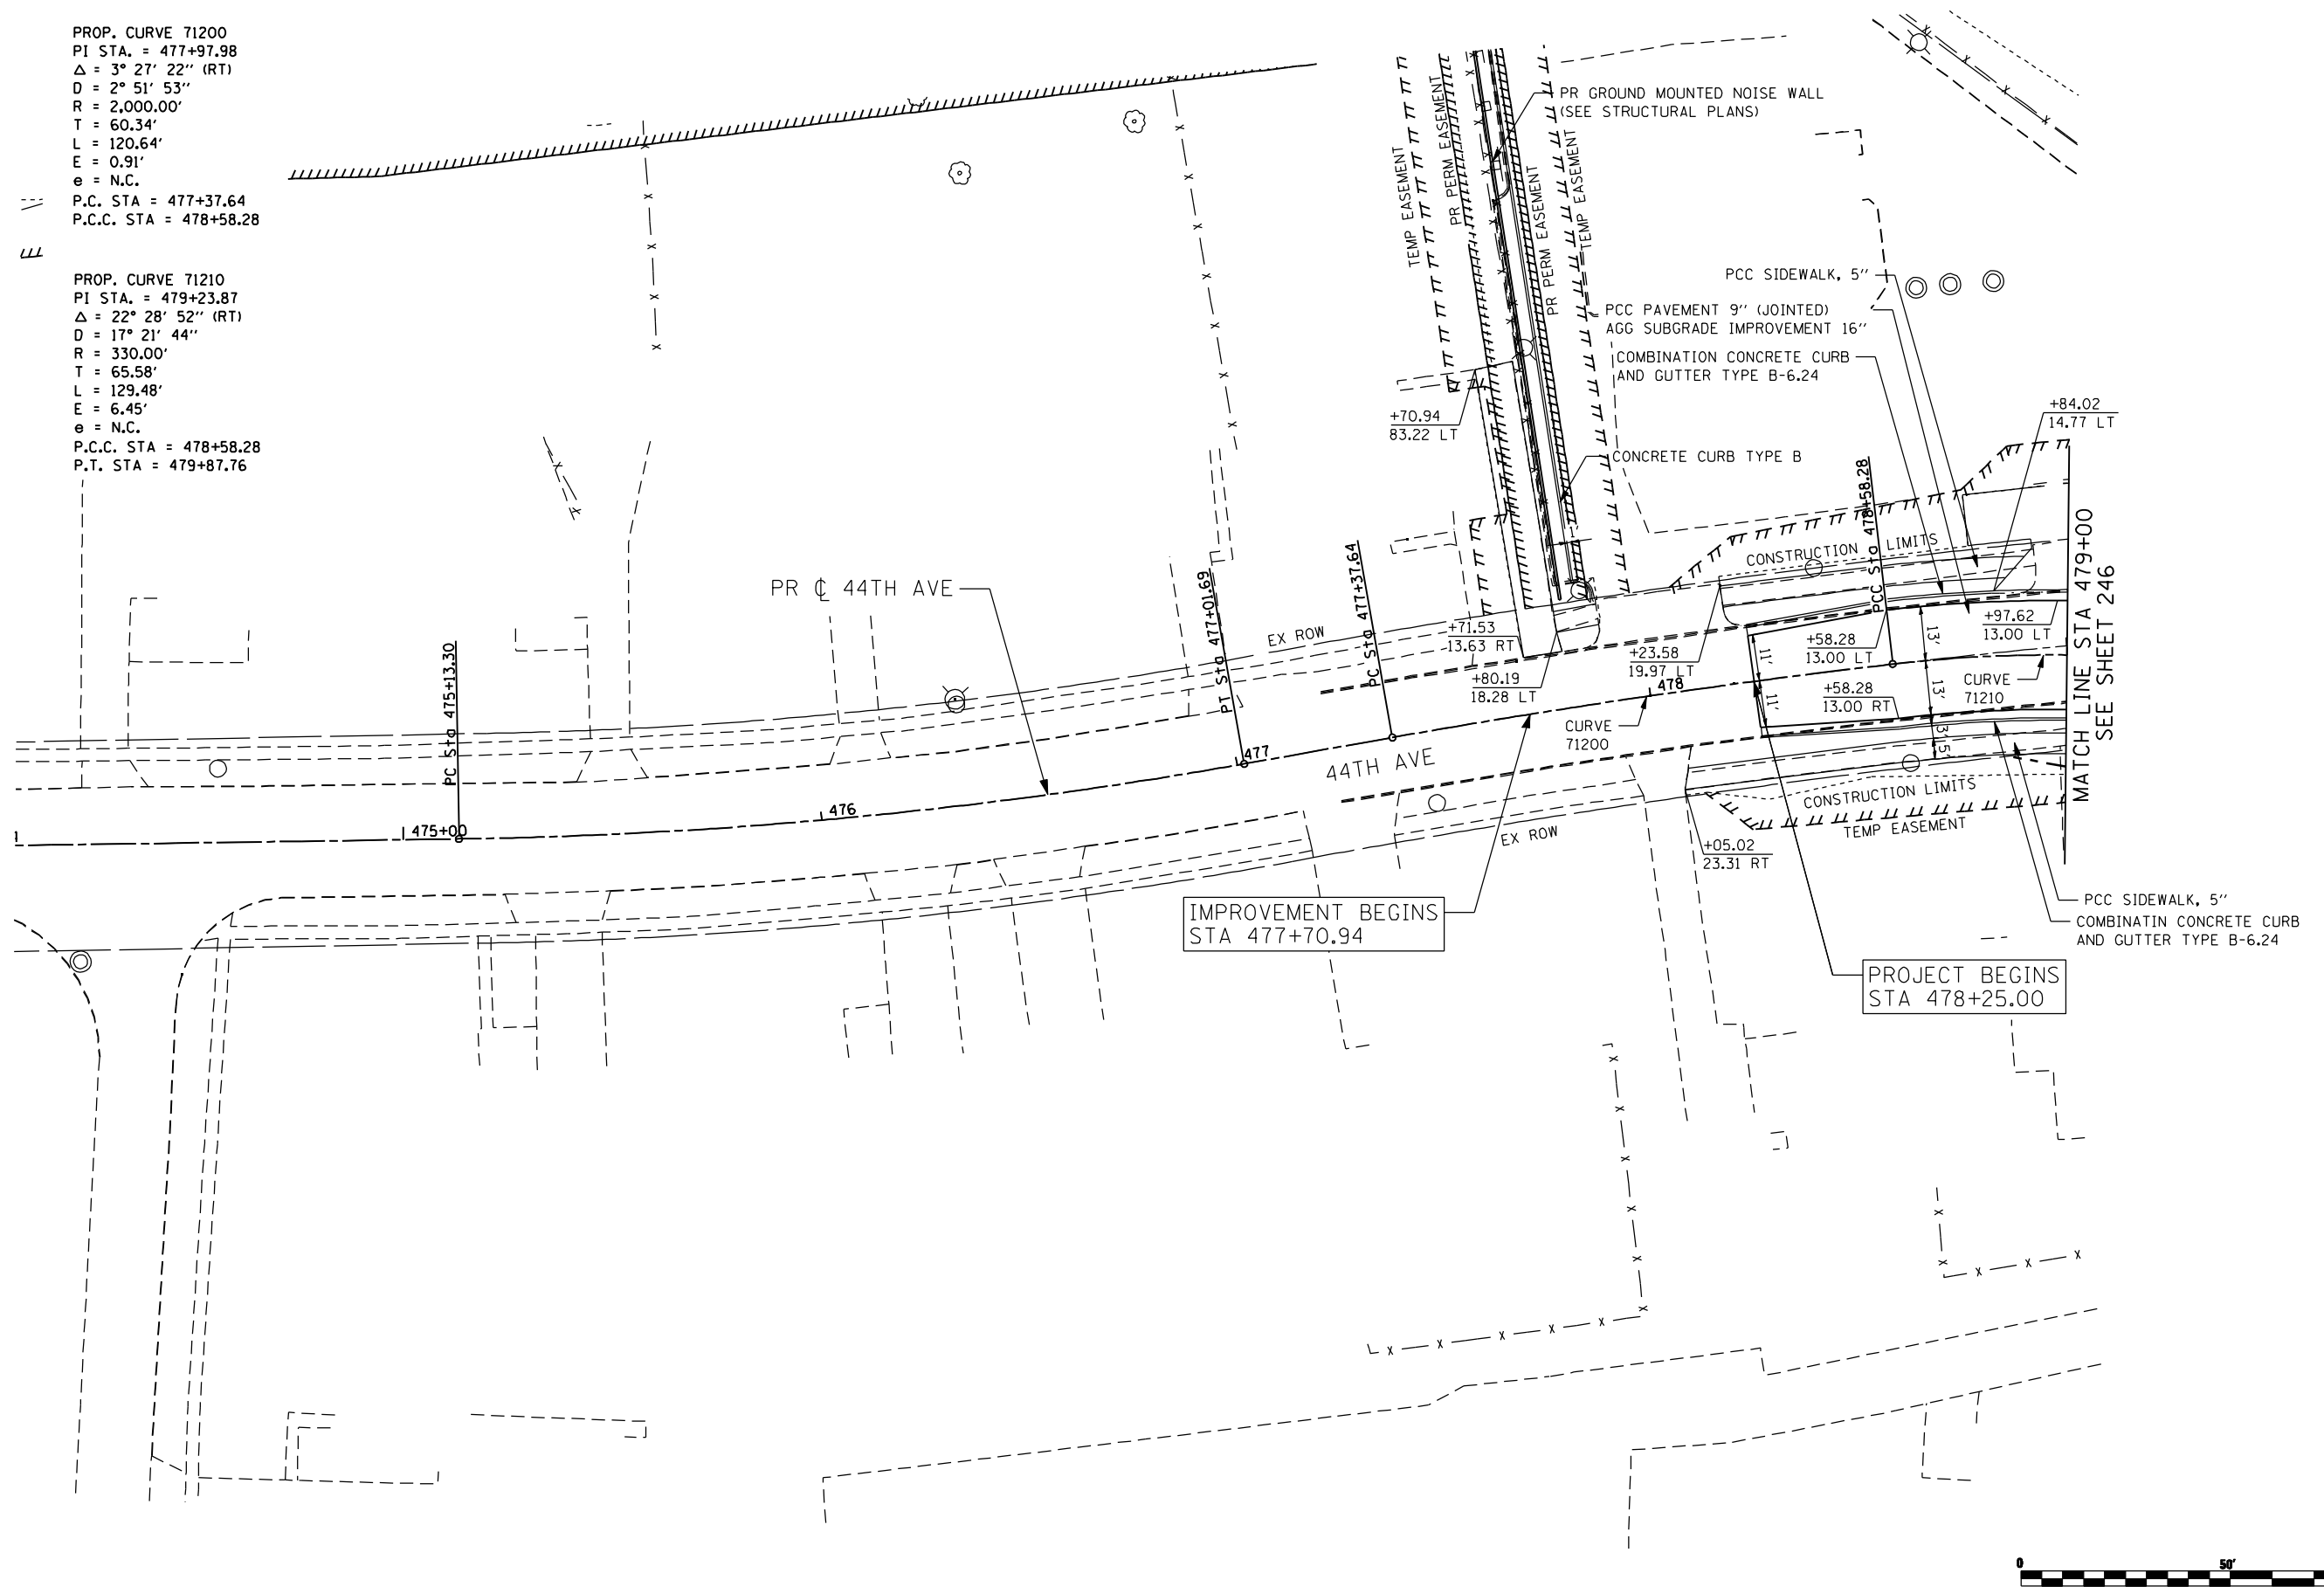 PROP. CURVE 71200
PI STA. = 477+97.98
Δ = 3° 27' 22" (RT)
D = 2° 51' 53"
R = 2,000.00'
T = 60.34'
L = 120.64'
E = 0.91'
e = N.C.
P.C. STA = 477+37.64
P.C.C. STA = 478+58.28
PROP. CURVE 71210
PI STA. = 479+23.87
Δ = 22° 28' 52" (RT)
D = 17° 21' 44"
R = 330.00'
T = 65.58'
L = 129.48'
E = 6.45'
e = N.C.
P.C.C. STA = 478+58.28
P.T. STA = 479+87.76
TEMP EASEMENT
PR PERM EASEMENT
PR PERM EASEMENT
TEMP EASEMENT
PR GROUND MOUNTED NOISE WALL
(SEE STRUCTURAL PLANS)
PCC SIDEWALK, 5"
PCC PAVEMENT 9" (JOINTED)
AGG SUBGRADE IMPROVEMENT 16"
COMBINATION CONCRETE CURB
AND GUTTER TYPE B-6.24
+70.94
83.22 LT
CONCRETE CURB TYPE B
+84.02
14.77 LT
PC Sta 475+13.30
PT Sta 477+01.69
PC Sta 477+37.64
PCC Sta 478+58.28
CONSTRUCTION LIMITS
MATCH LINE STA 479+00
SEE SHEET 246
PR ℄ 44TH AVE
EX ROW
+71.53
13.63 RT
+80.19
18.28 LT
+23.58
19.97 LT
+58.28
13.00 LT
+97.62
13.00 LT
+58.28
13.00 RT
11'
11'
13'
13'
3'
5'
CURVE
71210
CURVE
71200
475+00
476
477
478
44TH AVE
EX ROW
CONSTRUCTION LIMITS
TEMP EASEMENT
+05.02
23.31 RT
IMPROVEMENT BEGINS
STA 477+70.94
PCC SIDEWALK, 5"
COMBINATIN CONCRETE CURB
AND GUTTER TYPE B-6.24
PROJECT BEGINS
STA 478+25.00
0 50'